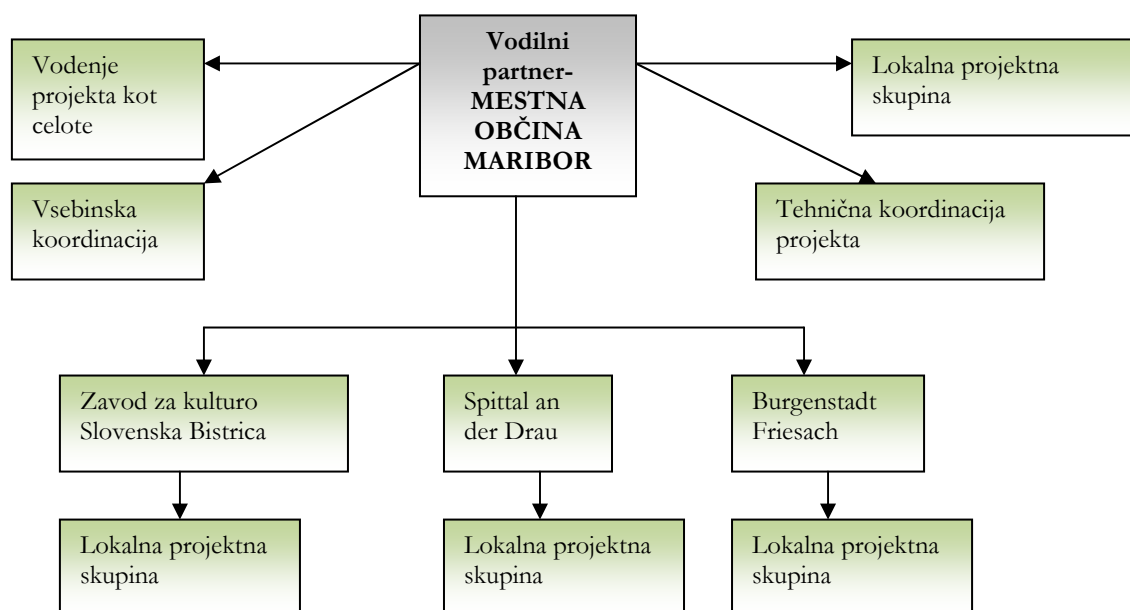 Vodenje
projekta kot
celote
Vodilni
partner-
MESTNA
OBČINA
MARIBOR
Lokalna projektna
skupina
Vsebinska
koordinacija
Tehnična koordinacija
projekta
Zavod za kulturo
Slovenska Bistrica
Spittal an
der Drau
Burgenstadt
Friesach
Lokalna projektna
skupina
Lokalna projektna
skupina
Lokalna projektna
skupina